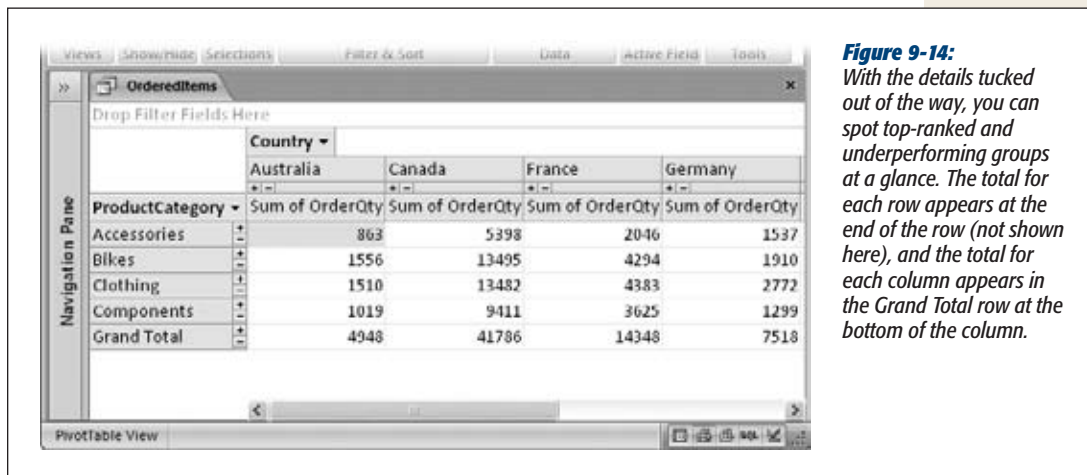 Views Show/Hide Selections Filter & Sort Data Active Field Tools
» OrderedItems ×
Drop Filter Fields Here
Country
Australia Canada France Germany
+ - + - + - + -
ProductCategory Sum of OrderQty Sum of OrderQty Sum of OrderQty Sum of OrderQty
Accessories + - 863 5398 2046 1537
Bikes + - 1556 13495 4294 1910
Clothing + - 1510 13482 4383 2772
Components + - 1019 9411 3625 1299
Grand Total + - 4948 41786 14348 7518
Navigation Pane
PivotTable View SQL
Figure 9-14:
With the details tucked
out of the way, you can
spot top-ranked and
underperforming groups
at a glance. The total for
each row appears at the
end of the row (not shown
here), and the total for
each column appears in
the Grand Total row at the
bottom of the column.